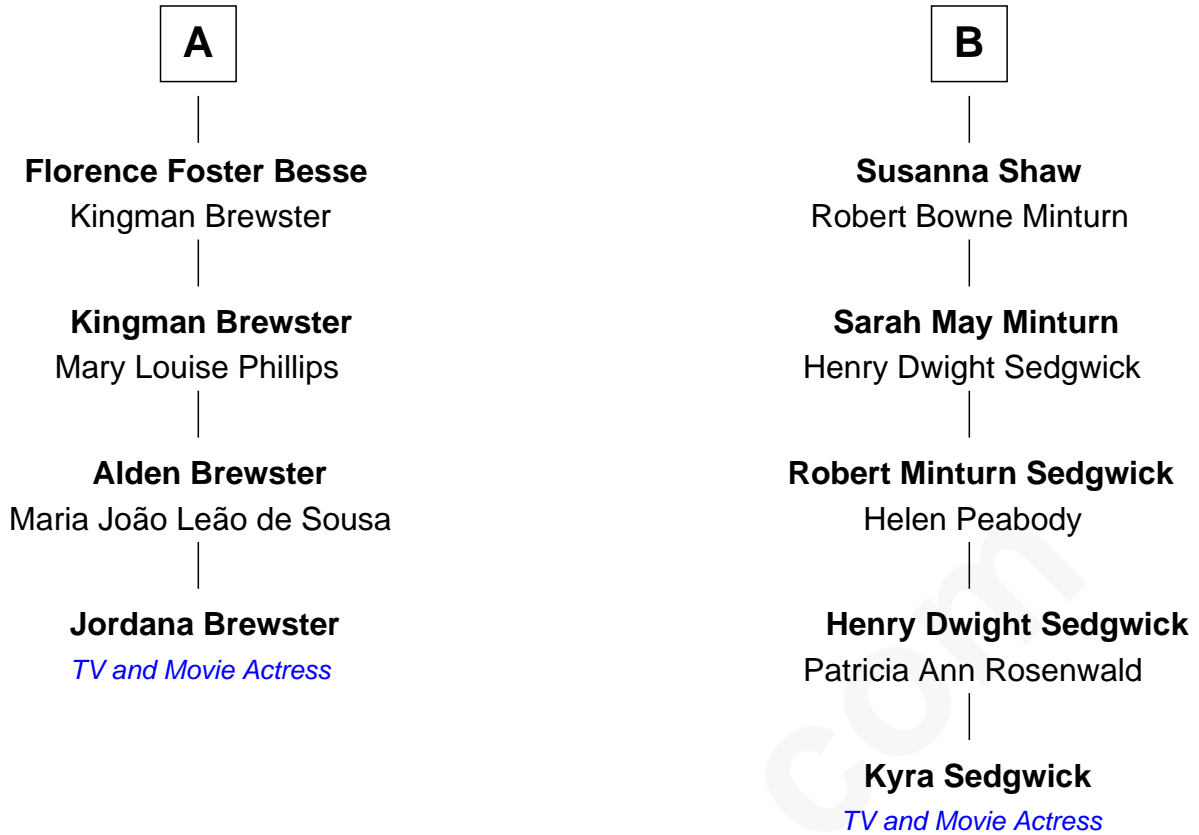 A
Florence Foster Besse
Kingman Brewster
Kingman Brewster
Mary Louise Phillips
Alden Brewster
Maria João Leão de Sousa
Jordana Brewster
TV and Movie Actress
B
Susanna Shaw
Robert Bowne Minturn
Sarah May Minturn
Henry Dwight Sedgwick
Robert Minturn Sedgwick
Helen Peabody
Henry Dwight Sedgwick
Patricia Ann Rosenwald
Kyra Sedgwick
TV and Movie Actress
com